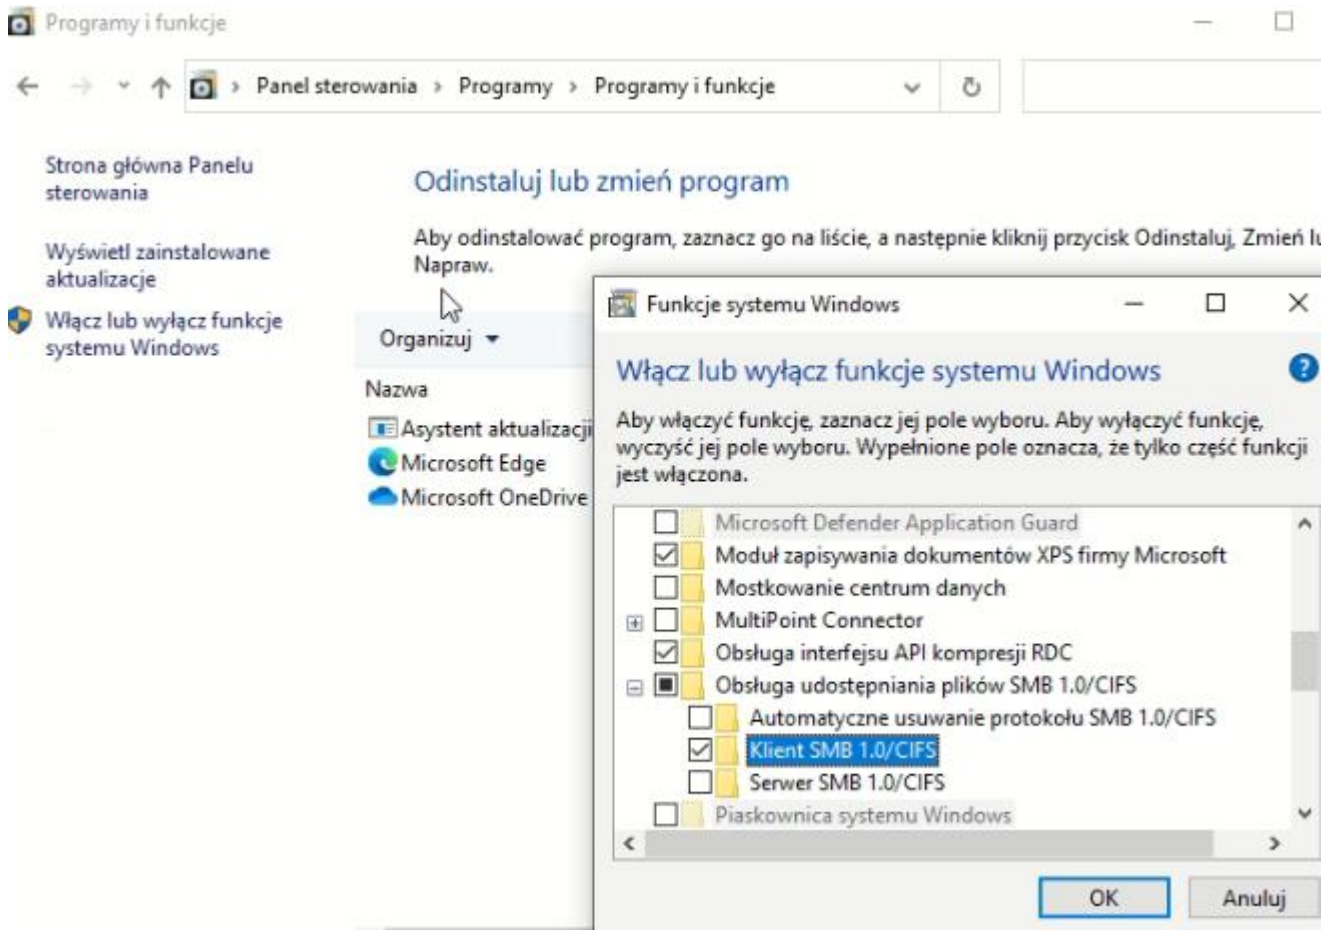 Programy i funkcje
Panel sterowania > Programy > Programy i funkcje
Strona główna Panelu
sterowania
Wyświetl zainstalowane
aktualizacje
Włącz lub wyłącz funkcje
systemu Windows
Odinstaluj lub zmień program
Aby odinstalować program, zaznacz go na liście, a następnie kliknij przycisk Odinstaluj, Zmień lu
Napraw.
Organizuj
Nazwa
Asystent aktualizacji
Microsoft Edge
Microsoft OneDrive
Funkcje systemu Windows
Włącz lub wyłącz funkcje systemu Windows
Aby włączyć funkcję, zaznacz jej pole wyboru. Aby wyłączyć funkcję,
wyczyść jej pole wyboru. Wypełnione pole oznacza, że tylko część funkcji
jest włączona.
Microsoft Defender Application Guard
Moduł zapisywania dokumentów XPS firmy Microsoft
Mostkowanie centrum danych
MultiPoint Connector
Obsługa interfejsu API kompresji RDC
Obsługa udostępniania plików SMB 1.0/CIFS
Automatyczne usuwanie protokołu SMB 1.0/CIFS
Klient SMB 1.0/CIFS
Serwer SMB 1.0/CIFS
Piaskownica systemu Windows
OK
Anuluj